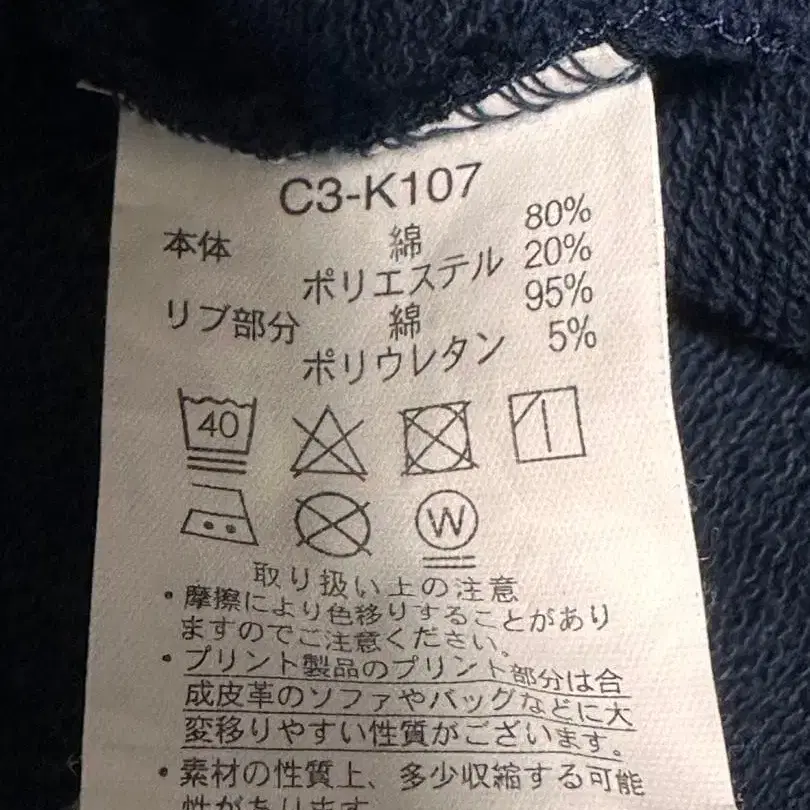 C3-K107
本体 綿 80%
ポリエステル 20%
リブ部分 綿 95%
ポリウレタン 5%
40
W
取り扱い上の注意
・摩擦により色移りすることがあり
ますのでご注意ください。
・プリント製品のプリント部分は合
成皮革のソファやバッグなどに大
変移りやすい性質がございます。
・素材の性質上、多少収縮する可能
性があります